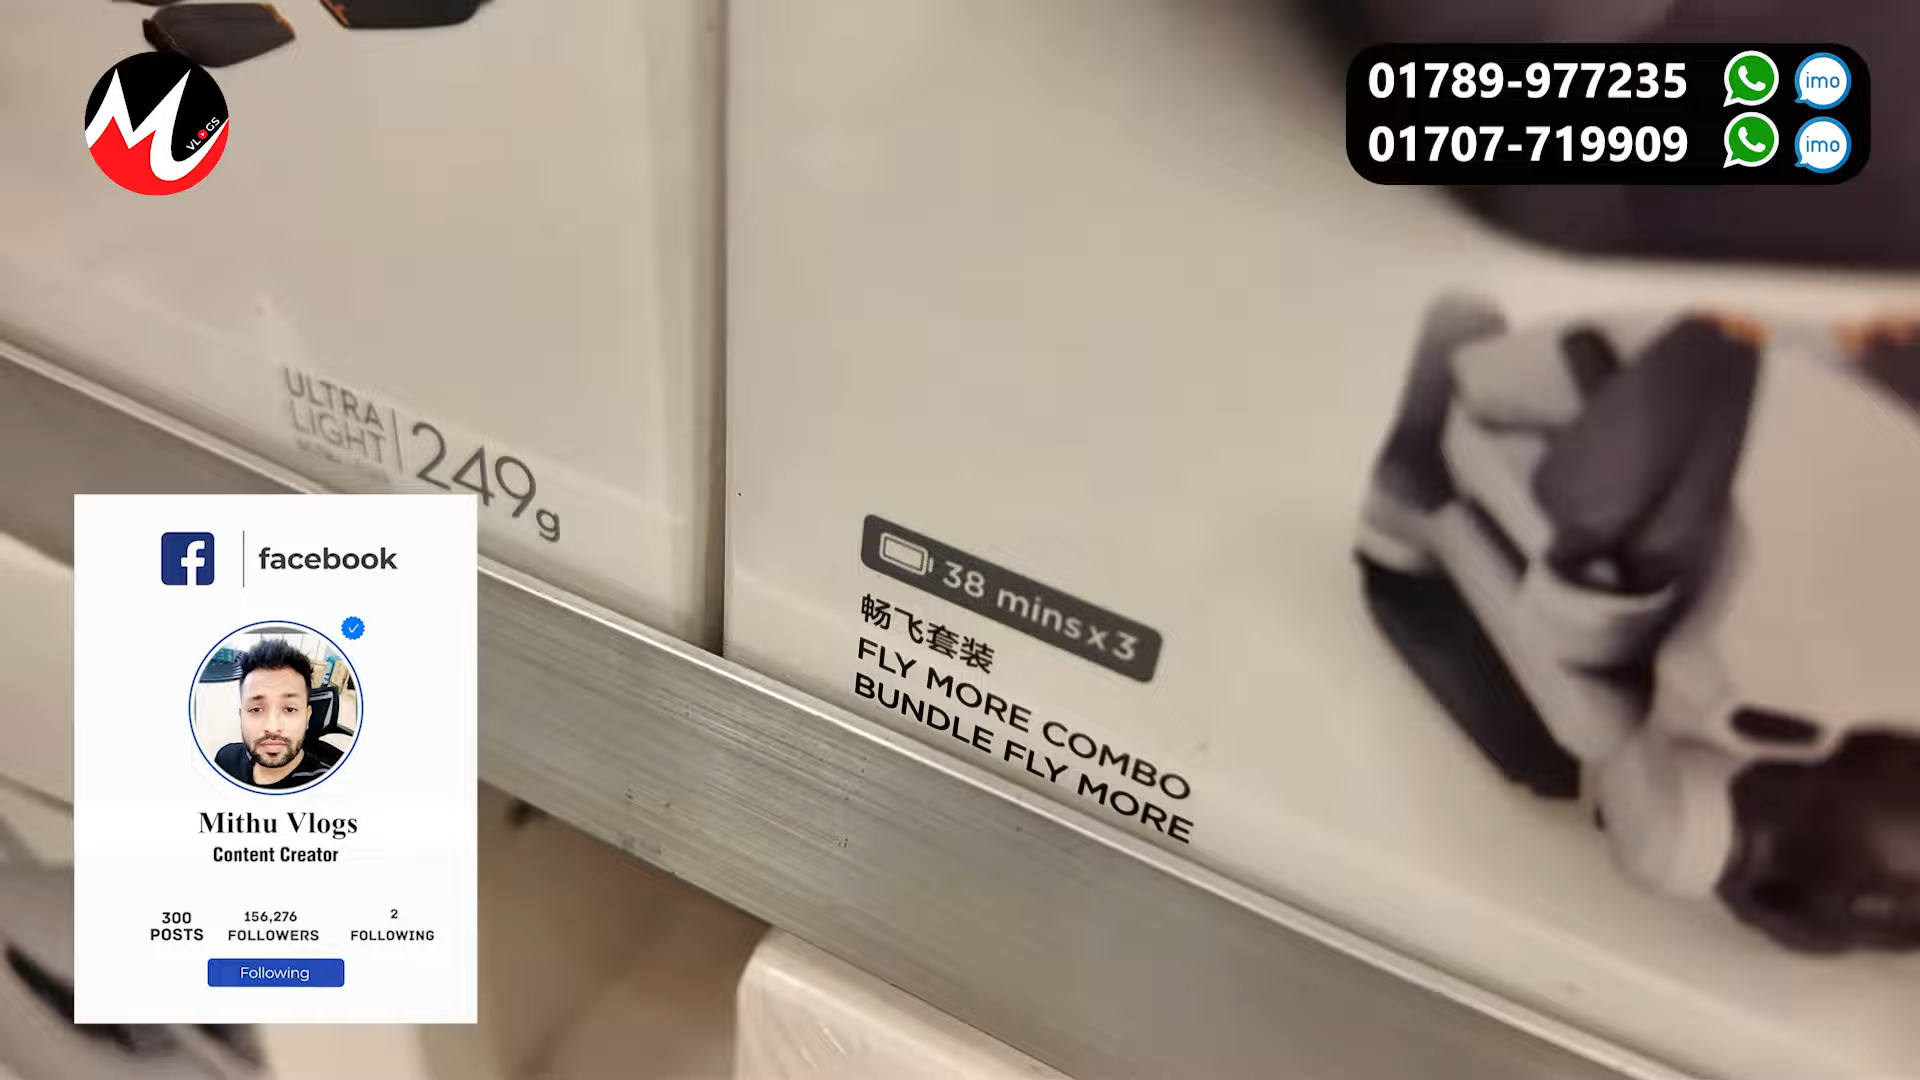 VLOGS
01789-977235
imo
01707-719909
imo
ULTRA
LIGHT
249g
38 mins x 3
畅飞套装
FLY MORE COMBO
BUNDLE FLY MORE
facebook
Mithu Vlogs
Content Creator
300
POSTS
156,276
FOLLOWERS
2
FOLLOWING
Following